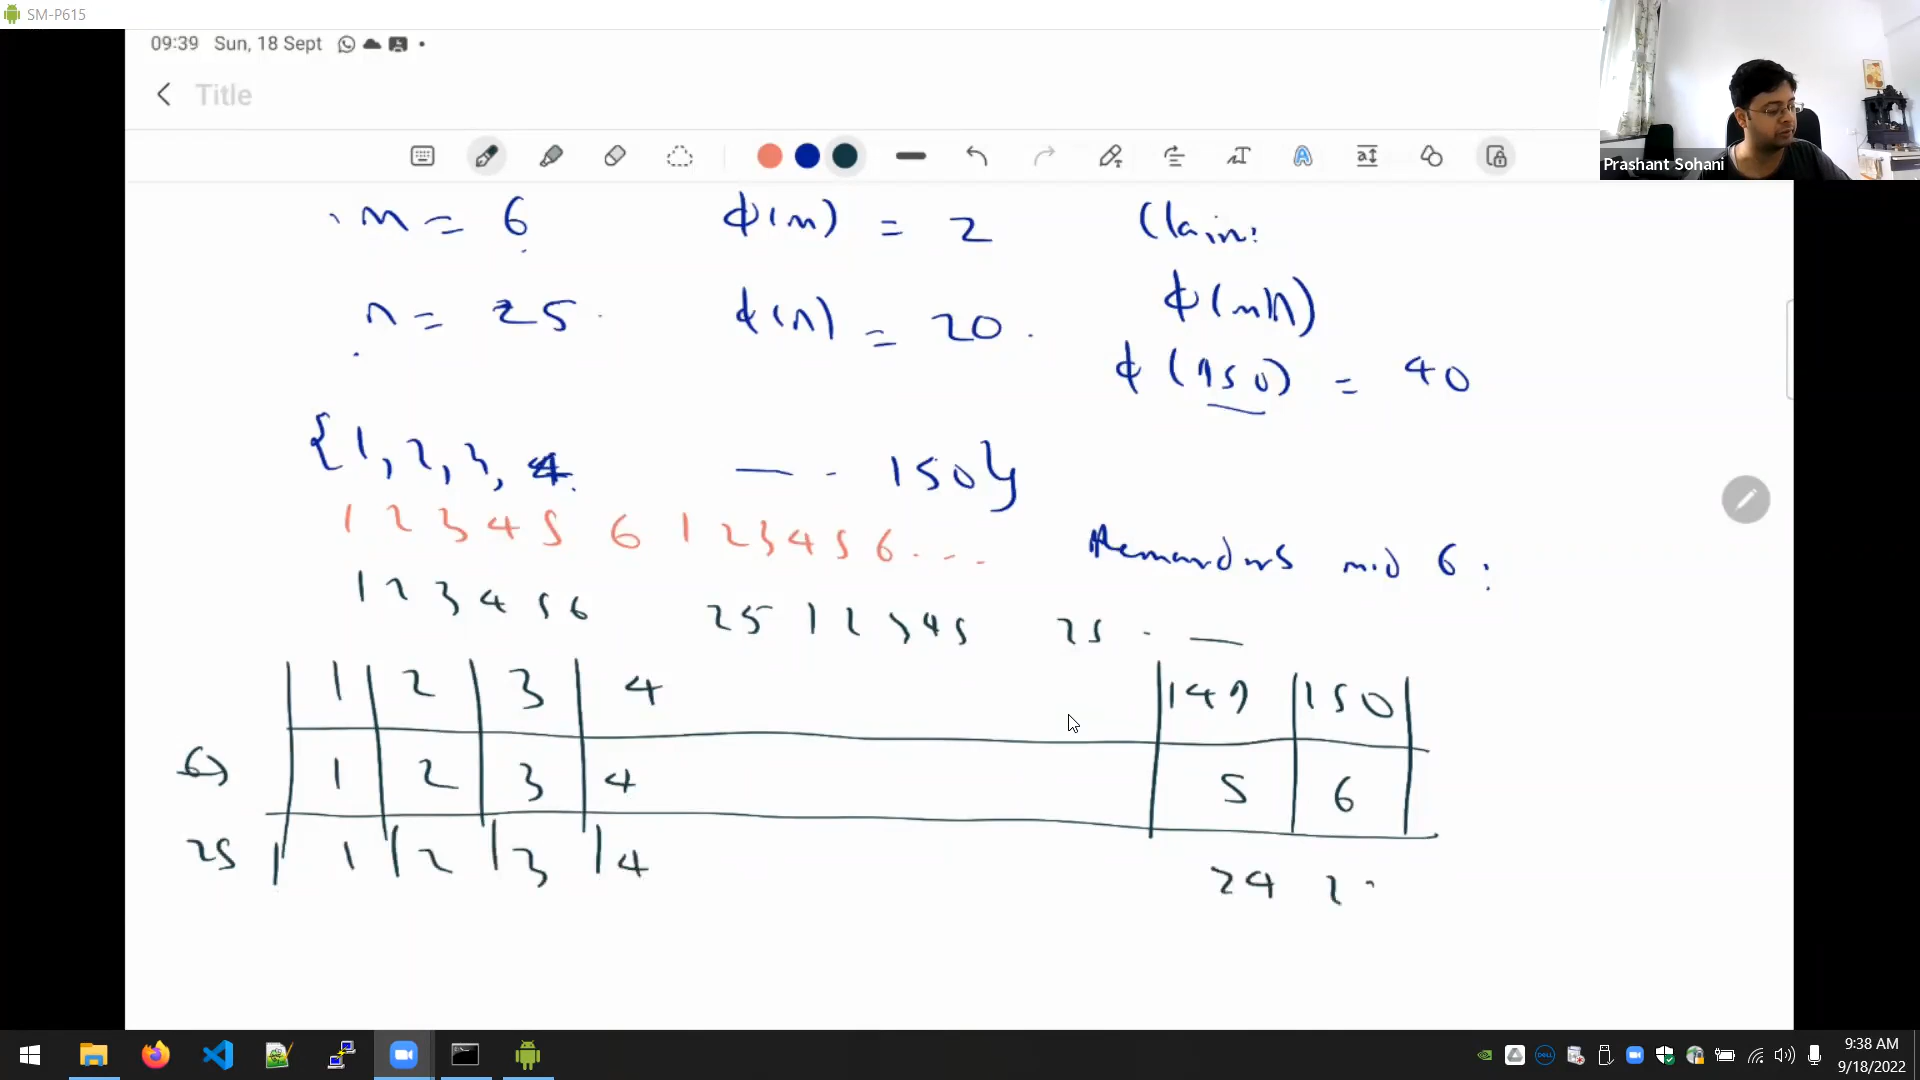 SM-P615
09:39 Sun, 18 Sept
Title
Prashant Sohani
m = 6 ϕ(m) = 2 Claim:
n = 25 ϕ(n) = 20 ϕ(mn)
ϕ(150) = 40
{1, 2, 3, 4 — - 150}
1 2 3 4 5 6 1 2 3 4 5 6 . . .
Remainders mod 6 :
1 2 3 4 5 6 25 1 2 3 4 5 25 - —
1 2 3 4 149 150
6) 1 2 3 4 5 6
25 1 2 3 4 24 2
9:38 AM
9/18/2022